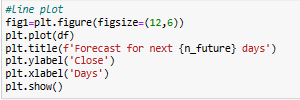 #Line plot
fig1=plt.figure(figsize=(12,6))
plt.plot(df)
plt.title(f'Forecast for next {n_future} days')
plt.ylabel('Close')
plt.xlabel('Days')
plt.show()